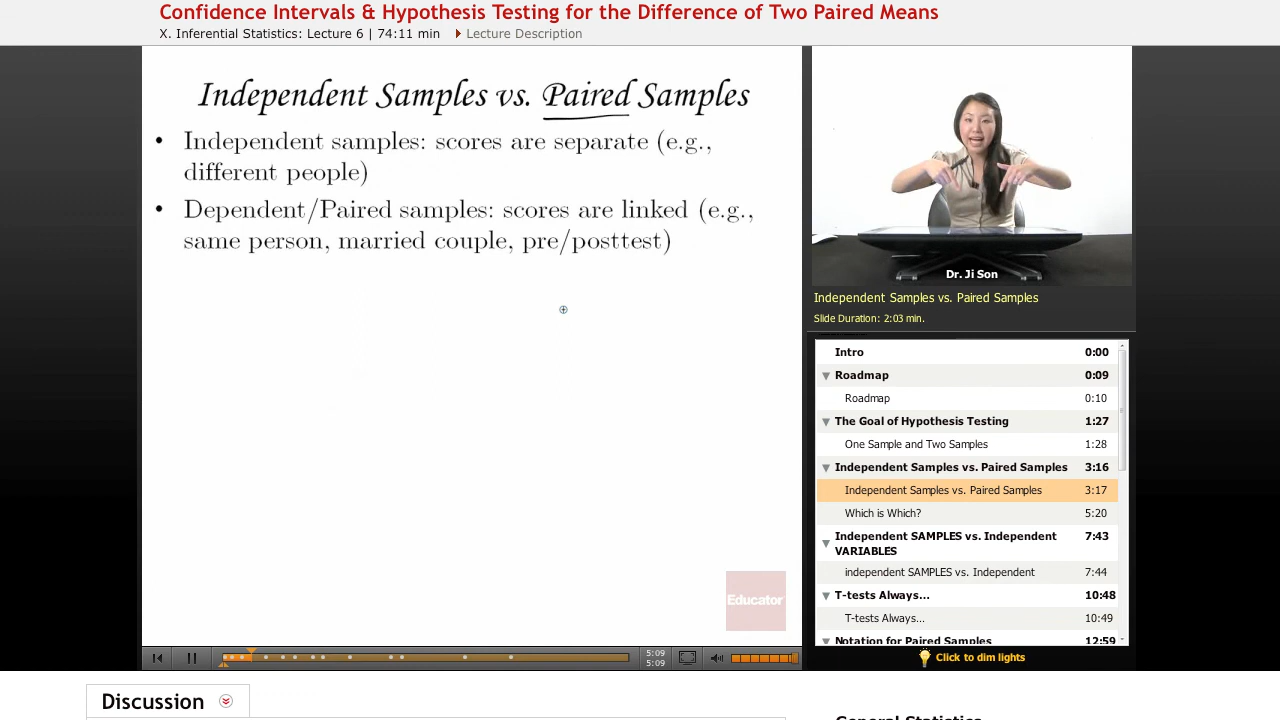 Confidence Intervals & Hypothesis Testing for the Difference of Two Paired Means
X. Inferential Statistics: Lecture 6 | 74:11 min Lecture Description
Independent Samples vs. Paired Samples
• Independent samples: scores are separate (e.g.,
different people)
• Dependent/Paired samples: scores are linked (e.g.,
same person, married couple, pre/posttest)
Educator
5:09
5:09
Dr. Ji Son
Independent Samples vs. Paired Samples
Slide Duration: 2:03 min.
Intro 0:00
Roadmap 0:09
Roadmap 0:10
The Goal of Hypothesis Testing 1:27
One Sample and Two Samples 1:28
Independent Samples vs. Paired Samples 3:16
Independent Samples vs. Paired Samples 3:17
Which is Which? 5:20
Independent SAMPLES vs. Independent 7:43
VARIABLES
independent SAMPLES vs. Independent 7:44
T-tests Always... 10:48
T-tests Always... 10:49
Notation for Paired Samples 12:59
Click to dim lights
Discussion
General Statistics